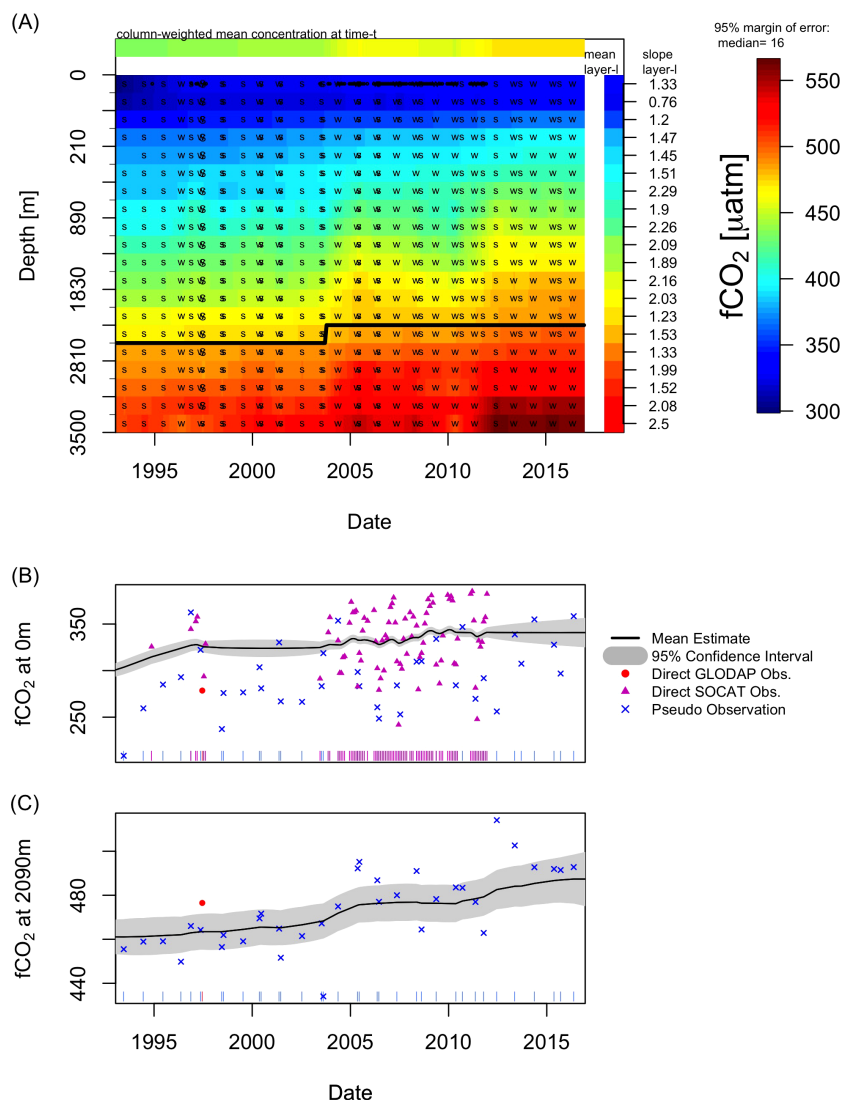 (A)
column-weighted mean concentration at time-t
95% margin of error:
median= 16
mean
layer-l
slope
layer-l
0
210
890
1830
2810
3500
Depth [m]
1.33
0.76
1.2
1.47
1.45
1.51
2.29
1.9
2.26
2.09
1.89
2.16
2.03
1.23
1.53
1.33
1.99
1.52
2.08
2.5
fCO2 [μatm]
550
500
450
400
350
300
1995 2000 2005 2010 2015
Date
(B)
fCO2 at 0m
350
250
Mean Estimate
95% Confidence Interval
Direct GLODAP Obs.
Direct SOCAT Obs.
Pseudo Observation
(C)
fCO2 at 2090m
480
440
1995 2000 2005 2010 2015
Date